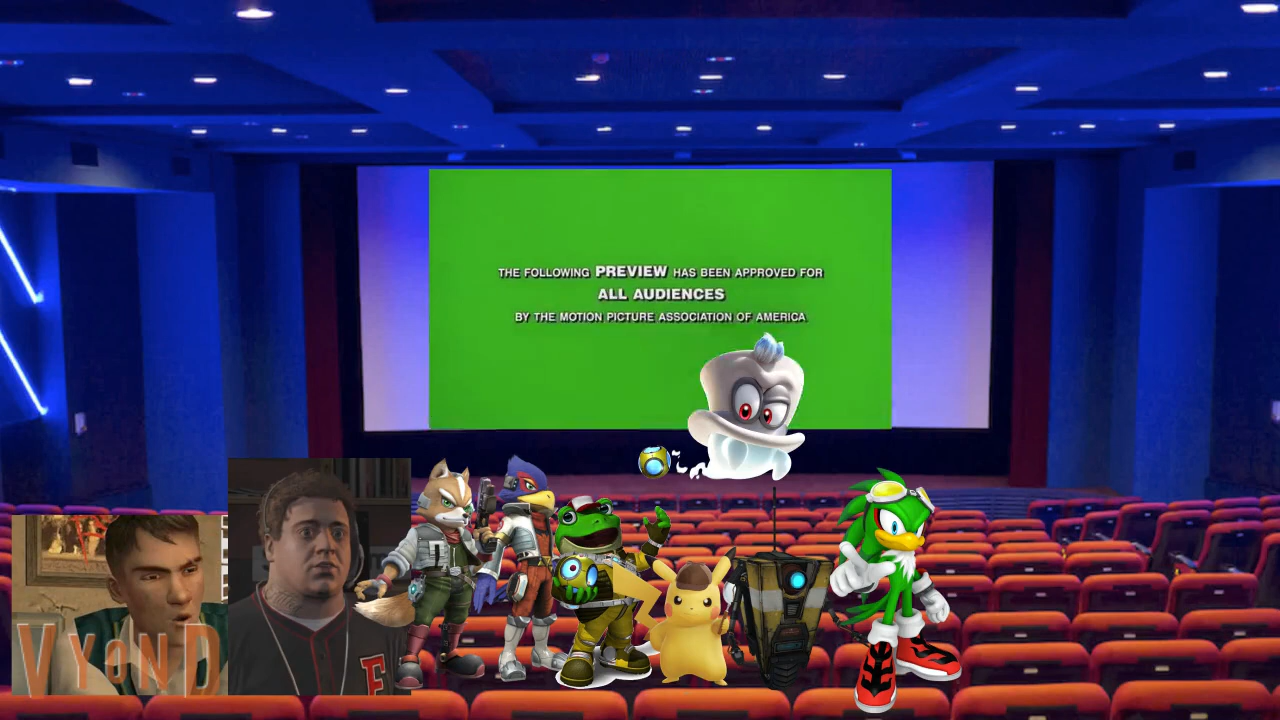 THE FOLLOWING PREVIEW HAS BEEN APPROVED FOR
ALL AUDIENCES
BY THE MOTION PICTURE ASSOCIATION OF AMERICA
VYOND
F